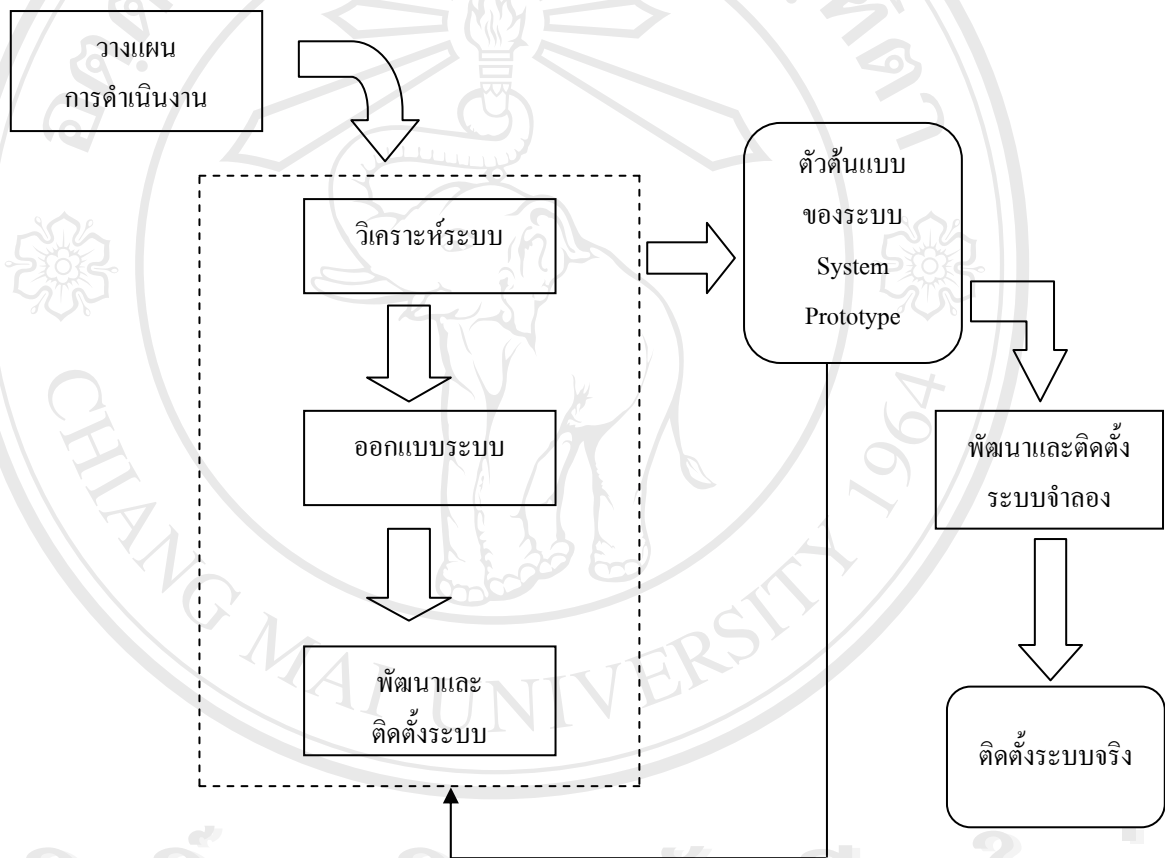 วางแผน
การดำเนินงาน
วิเคราะห์ระบบ
ออกแบบระบบ
พัฒนาและ
ติดตั้งระบบ
ตัวต้นแบบ
ของระบบ
System
Prototype
พัฒนาและติดตั้ง
ระบบจำลอง
ติดตั้งระบบจริง
CHIANG MAI UNIVERSITY 1964